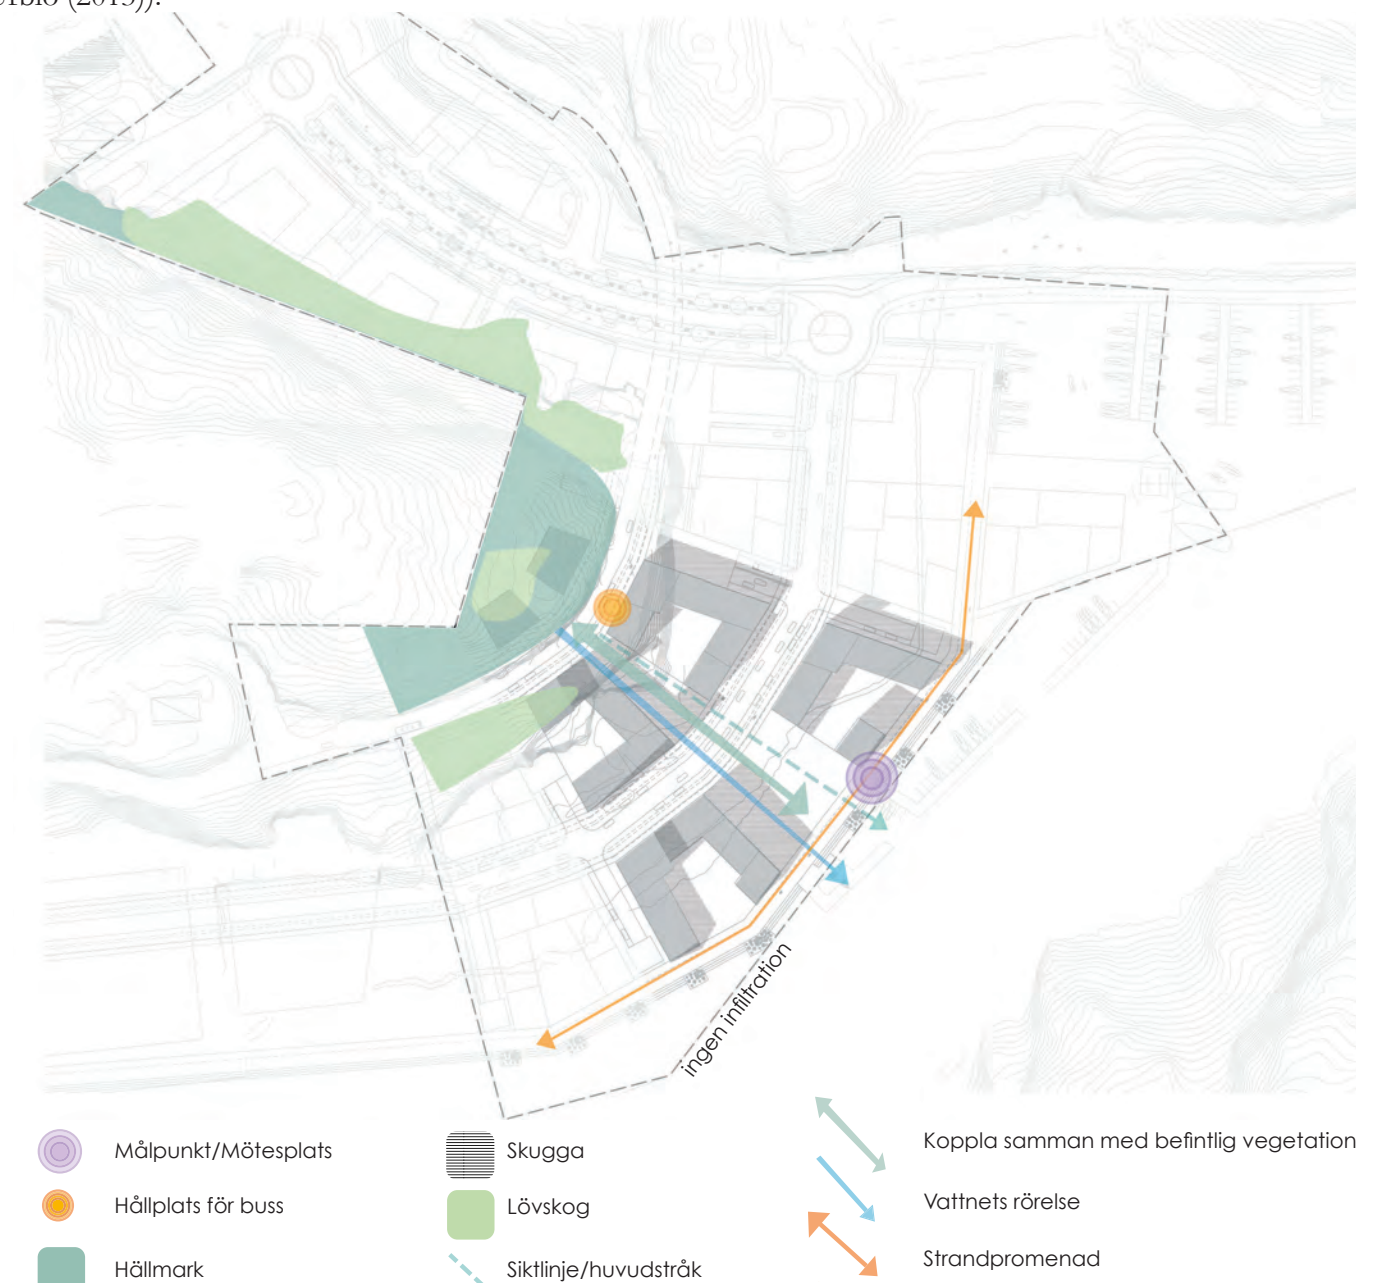 (2013)).
ingen infiltration
Målpunkt/Mötesplats
Hållplats för buss
Hällmark
Skugga
Lövskog
Siktlinje/huvudstråk
Koppla samman med befintlig vegetation
Vattnets rörelse
Strandpromenad